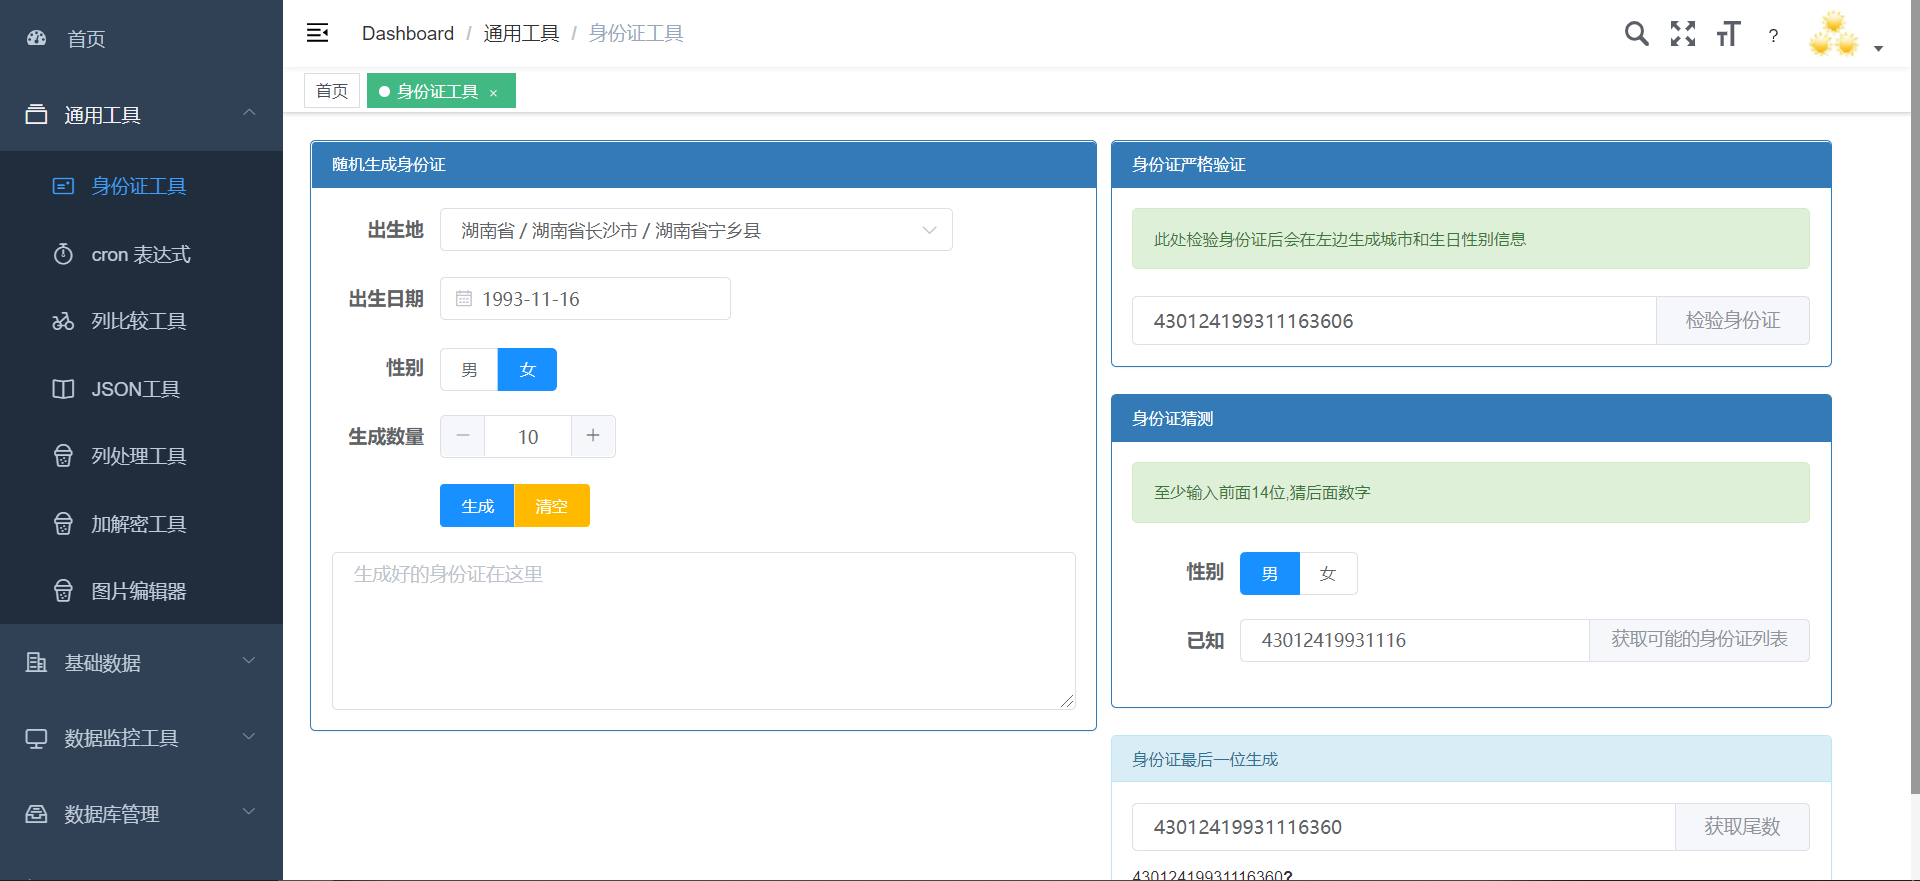 首页
通用工具
身份证工具
cron 表达式
列比较工具
JSON工具
列处理工具
加解密工具
图片编辑器
基础数据
数据监控工具
数据库管理
Dashboard / 通用工具 / 身份证工具
?
首页
身份证工具 ×
随机生成身份证
出生地 湖南省 / 湖南省长沙市 / 湖南省宁乡县
出生日期 1993-11-16
性别 男 女
生成数量 − 10 +
生成 清空
生成好的身份证在这里
身份证严格验证
此处检验身份证后会在左边生成城市和生日性别信息
430124199311163606 检验身份证
身份证猜测
至少输入前面14位,猜后面数字
性别 男 女
已知 43012419931116 获取可能的身份证列表
身份证最后一位生成
43012419931116360 获取尾数
43012419931116360?